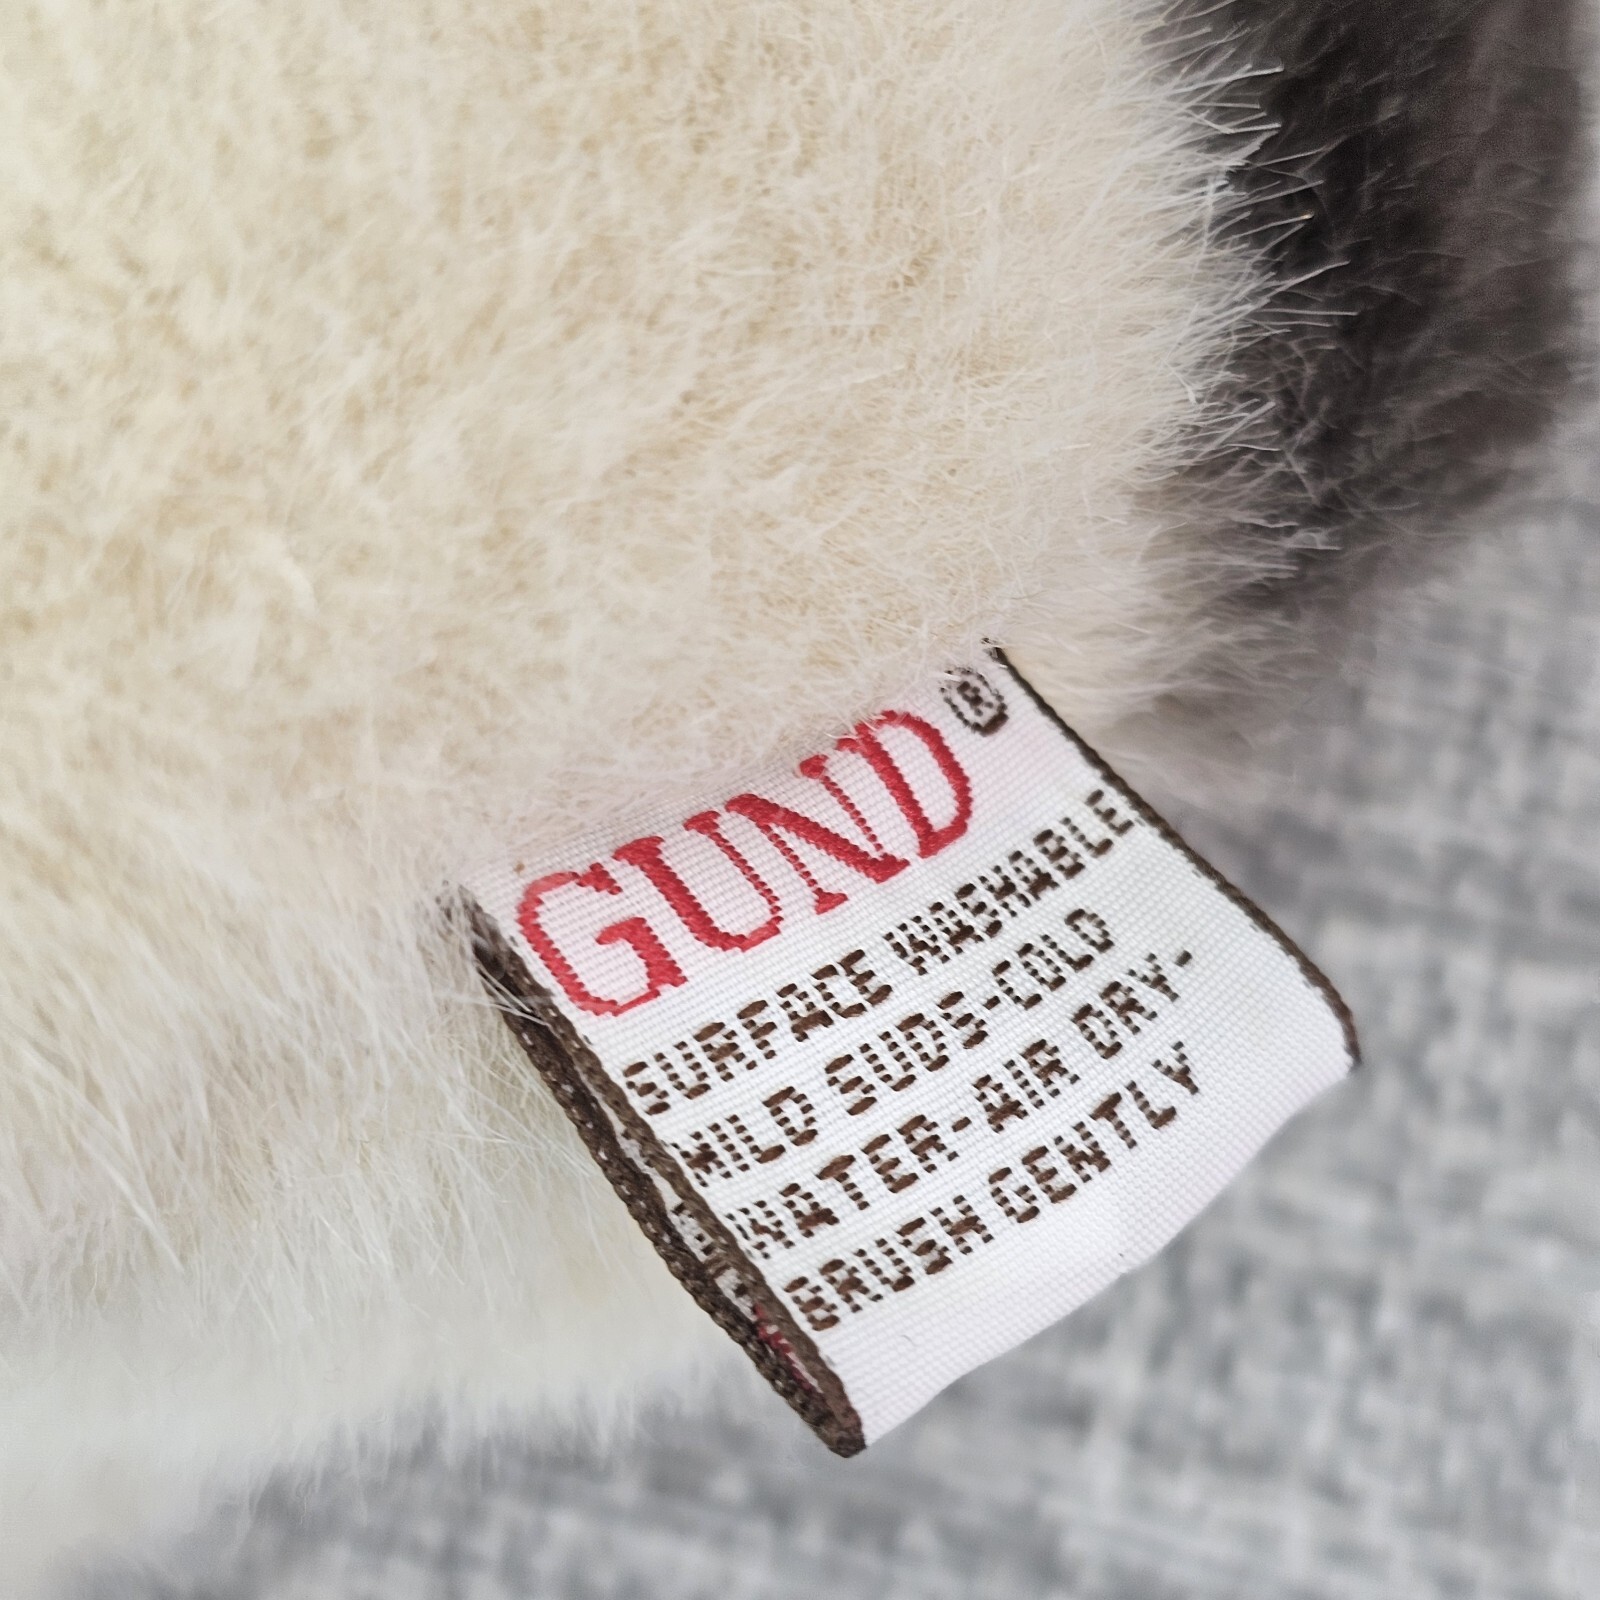 GUND®
SURFACE WASHABLE
MILD SUDS-COLD
WATER-AIR DRY-
BRUSH GENTLY